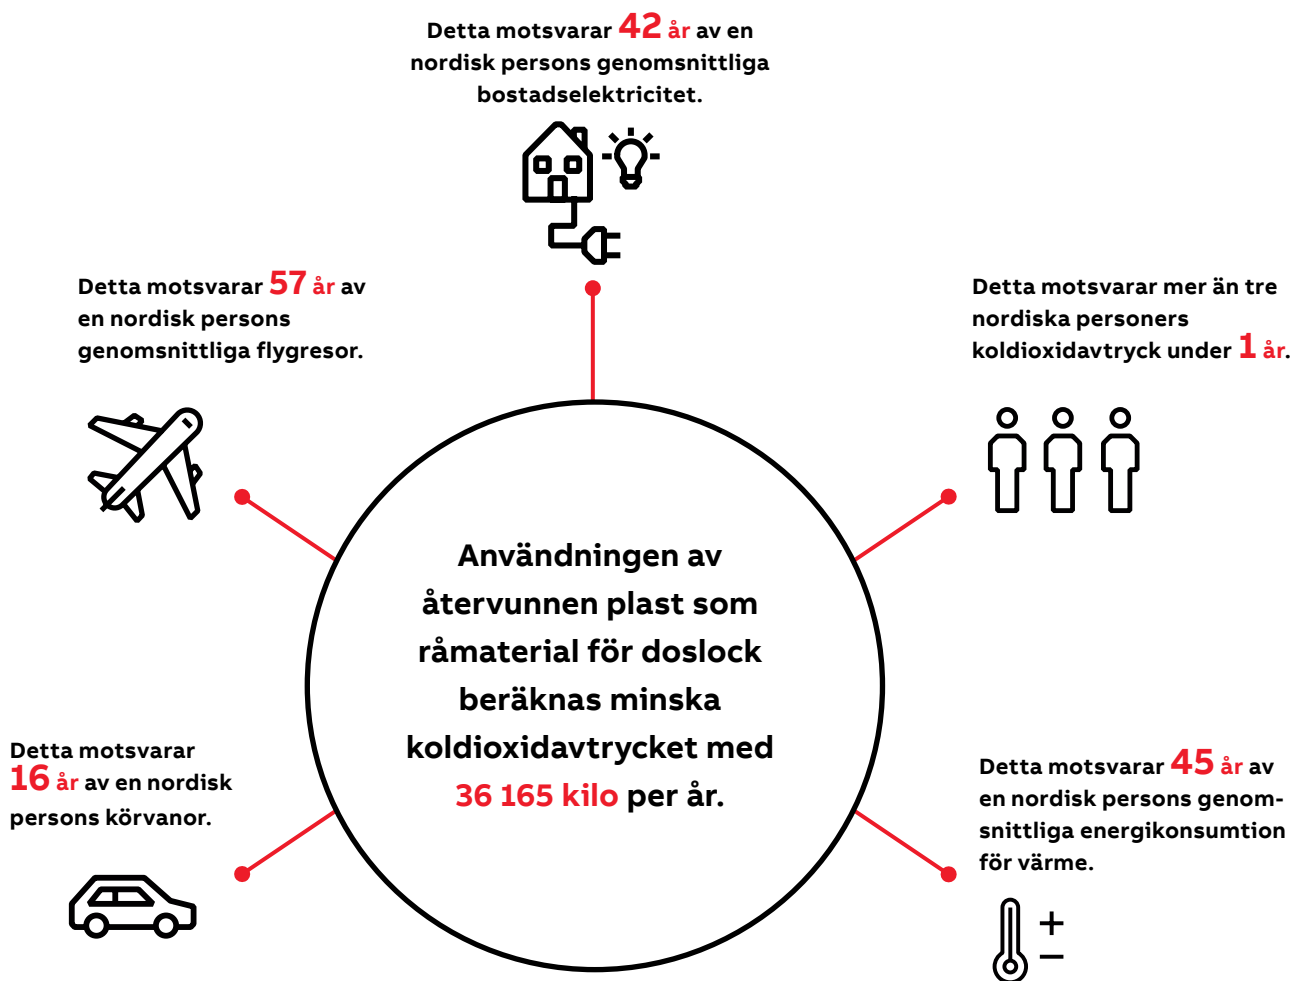 Detta motsvarar 42 år av en
nordisk persons genomsnittliga
bostadselektricitet.
Detta motsvarar 57 år av
en nordisk persons
genomsnittliga flygresor.
Detta motsvarar mer än tre
nordiska personers
koldioxidavtryck under 1 år.
Användningen av
återvunnen plast som
råmaterial för doslock
beräknas minska
koldioxidavtrycket med
36 165 kilo per år.
Detta motsvarar
16 år av en nordisk
persons körvanor.
Detta motsvarar 45 år av
en nordisk persons genom-
snittliga energikonsumtion
för värme.